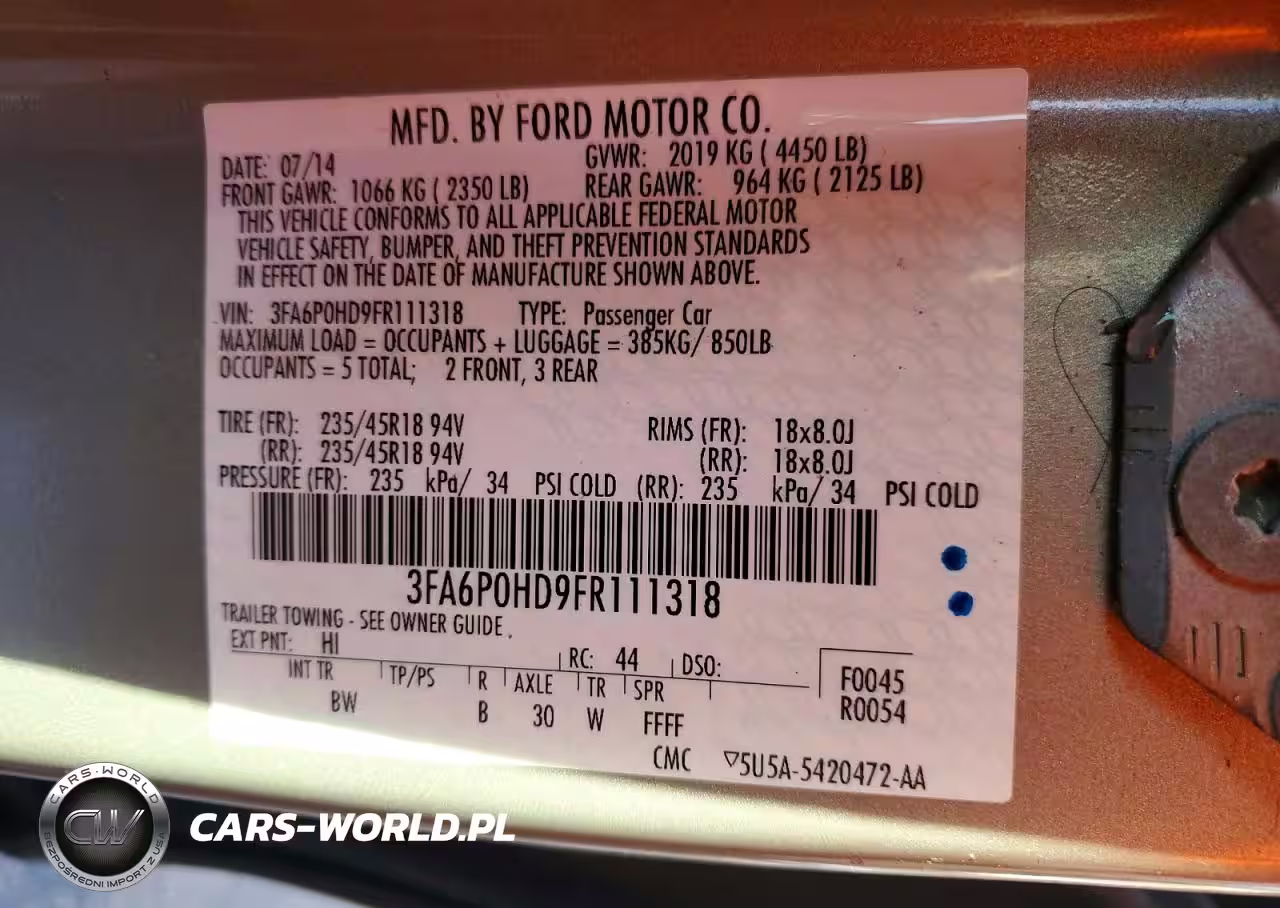 MFD. BY FORD MOTOR CO.
DATE: 07/14 GVWR: 2019 KG ( 4450 LB)
FRONT GAWR: 1066 KG ( 2350 LB) REAR GAWR: 964 KG ( 2125 LB)
THIS VEHICLE CONFORMS TO ALL APPLICABLE FEDERAL MOTOR
VEHICLE SAFETY, BUMPER, AND THEFT PREVENTION STANDARDS
IN EFFECT ON THE DATE OF MANUFACTURE SHOWN ABOVE.
VIN: 3FA6P0HD9FR111318 TYPE: Passenger Car
MAXIMUM LOAD = OCCUPANTS + LUGGAGE = 385KG/ 850LB
OCCUPANTS = 5 TOTAL; 2 FRONT, 3 REAR
TIRE (FR): 235/45R18 94V RIMS (FR): 18x8.0J
(RR): 235/45R18 94V (RR): 18x8.0J
PRESSURE (FR): 235 kPa/ 34 PSI COLD (RR): 235 kPa/ 34 PSI COLD
3FA6P0HD9FR111318
TRAILER TOWING - SEE OWNER GUIDE .
EXT PNT: HI RC: 44 DSO:
INT TR TP/PS R AXLE TR SPR F0045
BW B 30 W FFFF R0054
CMC ▽5U5A-5420472-AA
CARS-WORLD
CW
BEZPOŚREDNI IMPORT Z USA
CARS-WORLD.PL